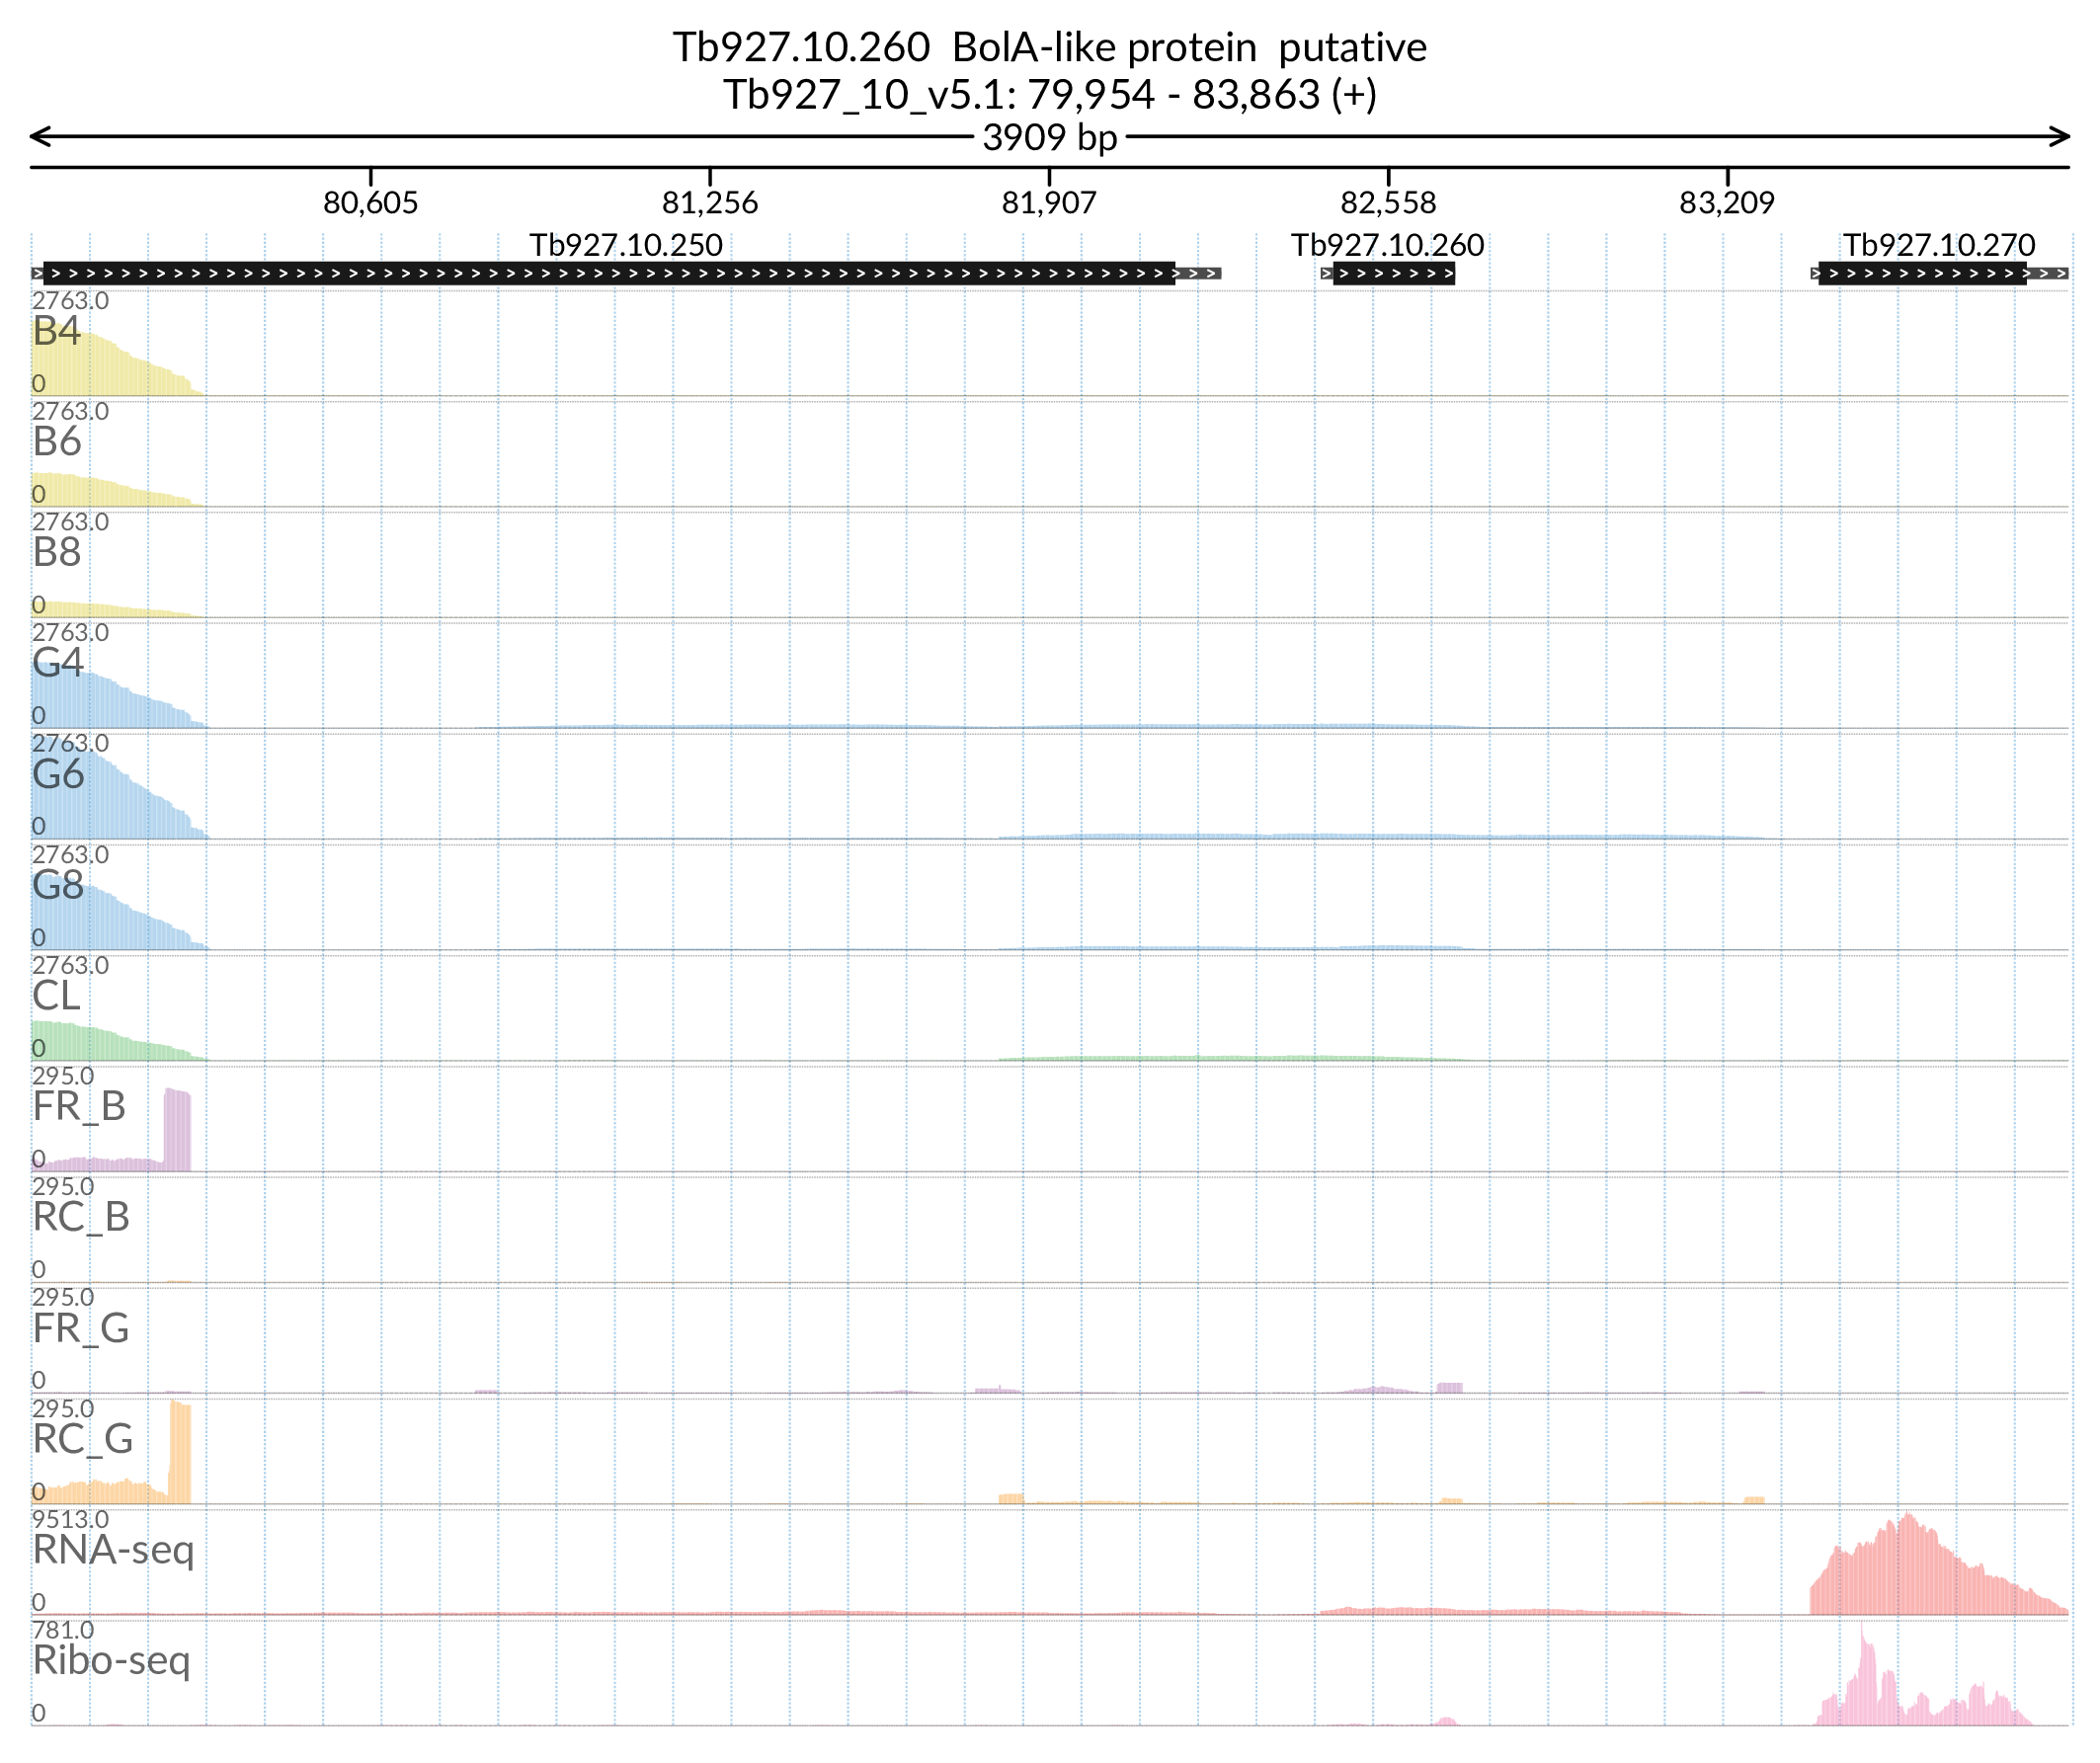 Tb927.10.260 BolA-like protein putative
Tb927_10_v5.1: 79,954 - 83,863 (+)
3909 bp
80,605 81,256 81,907 82,558 83,209
Tb927.10.250 Tb927.10.260 Tb927.10.270
2763.0
B4
0
2763.0
B6
0
2763.0
B8
0
2763.0
G4
0
2763.0
G6
0
2763.0
G8
0
2763.0
CL
0
295.0
FR_B
0
295.0
RC_B
0
295.0
FR_G
0
295.0
RC_G
0
9513.0
RNA-seq
0
781.0
Ribo-seq
0